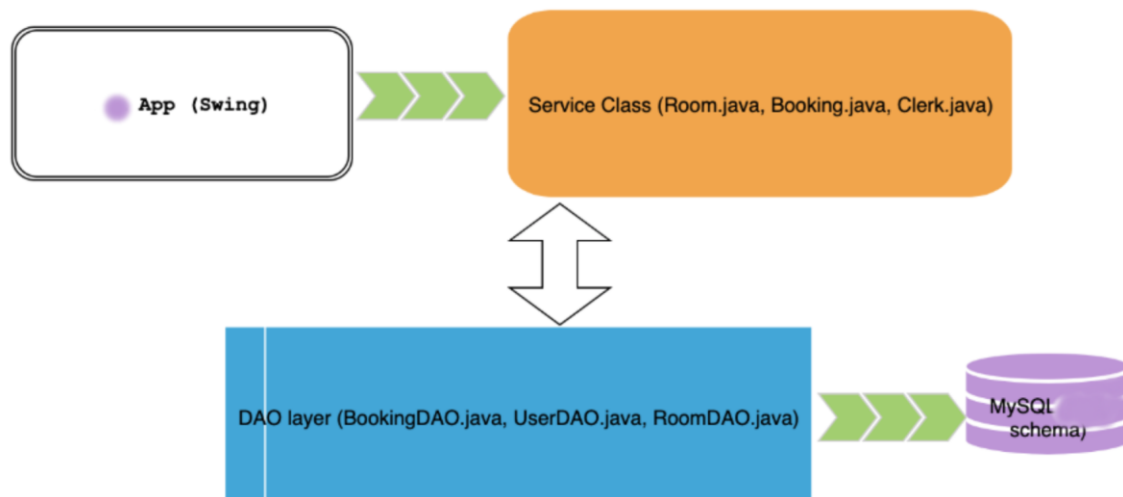 App (Swing)
Service Class (Room.java, Booking.java, Clerk.java)
DAO layer (BookingDAO.java, UserDAO.java, RoomDAO.java)
MySQL
schema)